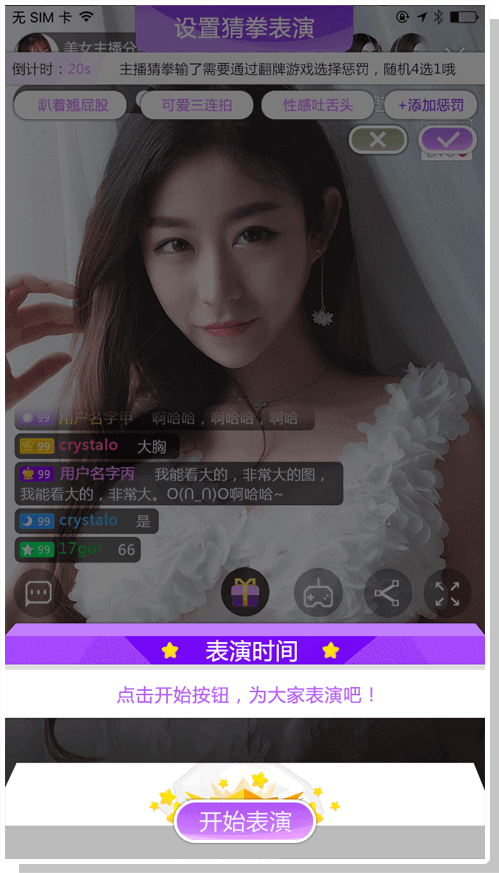 无 SIM 卡
设置猜拳表演
美女主播分
倒计时：20s 主播猜拳输了需要通过翻牌游戏选择惩罚，随机4选1哦
趴着翘屁股 可爱三连拍 性感吐舌头 +添加惩罚
99 用户名字甲 啊哈哈，啊哈哈，啊哈
99 crystalo 大胸
99 用户名字丙 我能看大的，非常大的图，
我能看大的，非常大。O(∩_∩)O啊哈哈~
99 crystalo 是
99 17gar 66
表演时间
点击开始按钮，为大家表演吧！
开始表演